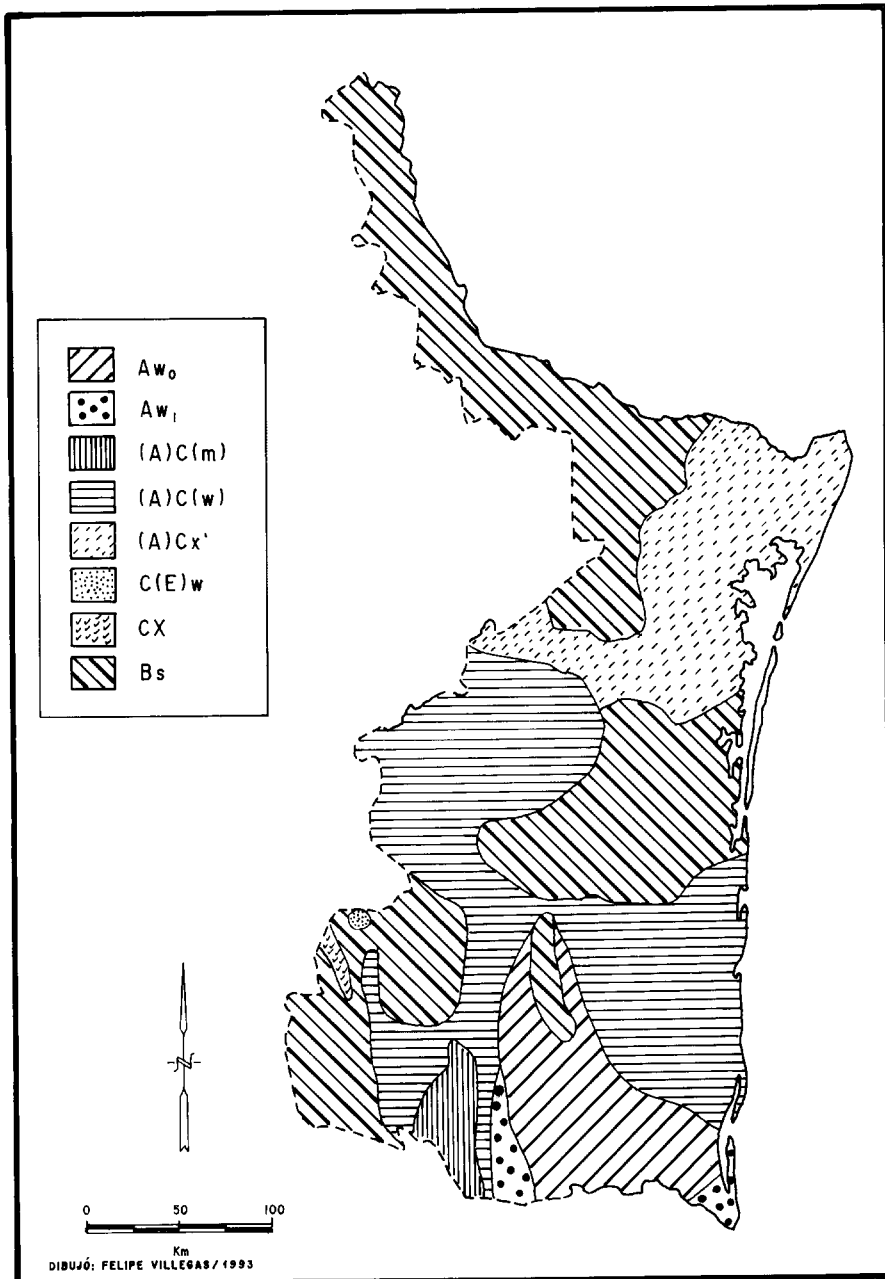 Aw₀
Aw₁
(A)C(m)
(A)C(w)
(A)Cx'
C(E)w
CX
Bs
N
0 50 100
Km
DIBUJÓ: FELIPE VILLEGAS/1993